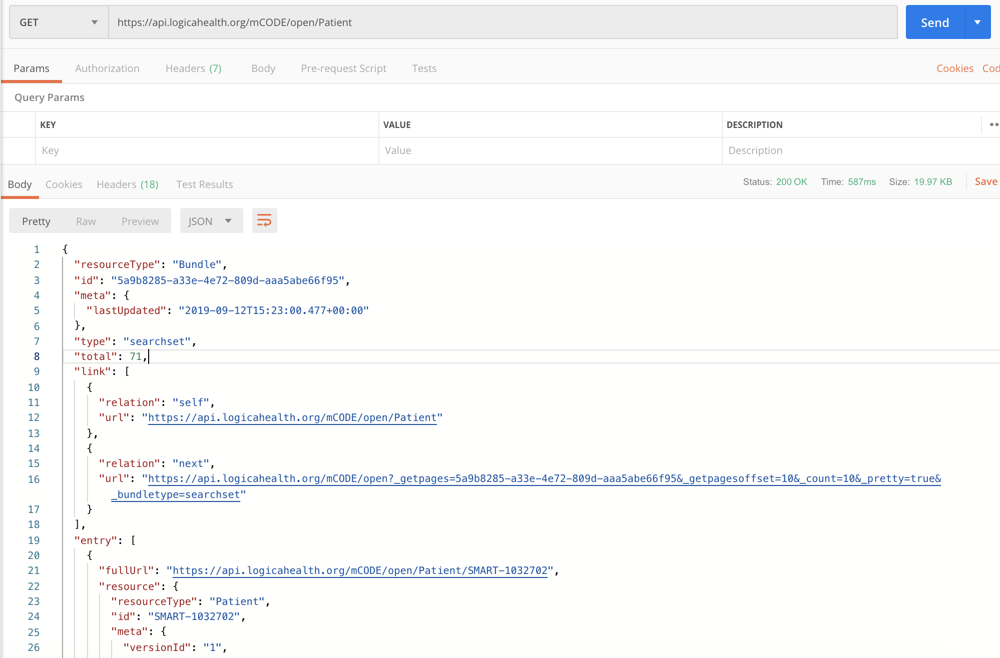 GET https://api.logicahealth.org/mCODE/open/Patient Send
Params Authorization Headers (7) Body Pre-request Script Tests Cookies Cod
Query Params
KEY VALUE DESCRIPTION
Key Value Description
Body Cookies Headers (18) Test Results Status: 200 OK Time: 587ms Size: 19.97 KB Save
Pretty Raw Preview JSON
1 {
2 "resourceType": "Bundle",
3 "id": "5a9b8285-a33e-4e72-809d-aaa5abe66f95",
4 "meta": {
5 "lastUpdated": "2019-09-12T15:23:00.477+00:00"
6 },
7 "type": "searchset",
8 "total": 71,
9 "link": [
10 {
11 "relation": "self",
12 "url": "https://api.logicahealth.org/mCODE/open/Patient"
13 },
14 {
15 "relation": "next",
16 "url": "https://api.logicahealth.org/mCODE/open?_getpages=5a9b8285-a33e-4e72-809d-aaa5abe66f95&_getpagesoffset=10&_count=10&_pretty=true&
_bundletype=searchset"
17 }
18 ],
19 "entry": [
20 {
21 "fullUrl": "https://api.logicahealth.org/mCODE/open/Patient/SMART-1032702",
22 "resource": {
23 "resourceType": "Patient",
24 "id": "SMART-1032702",
25 "meta": {
26 "versionId": "1",